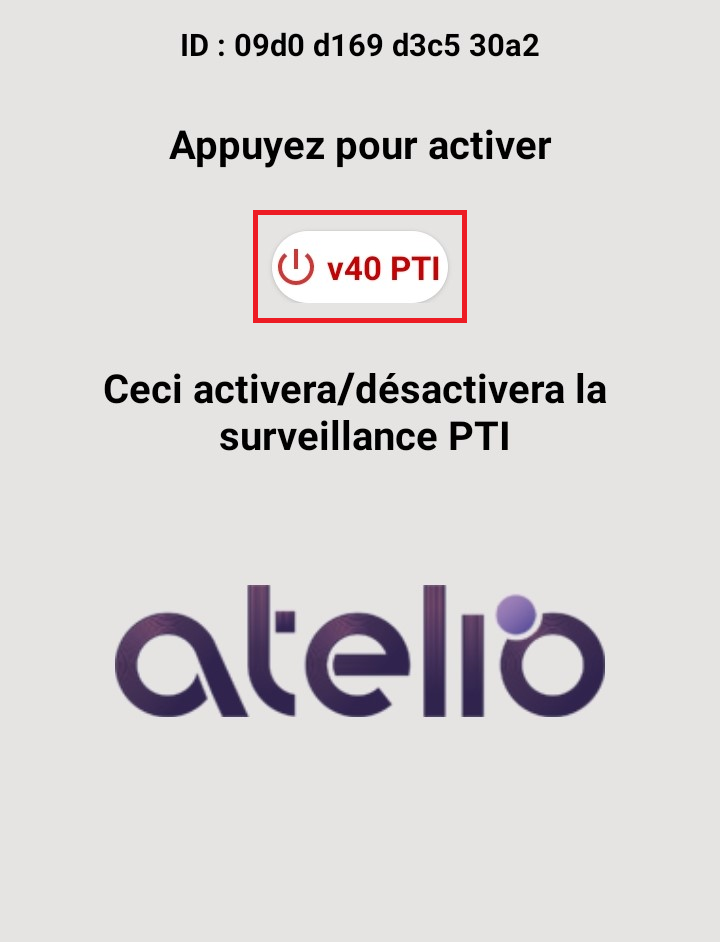 ID : 09d0 d169 d3c5 30a2
Appuyez pour activer
v40 PTI
Ceci activera/désactivera la
surveillance PTI
atelio